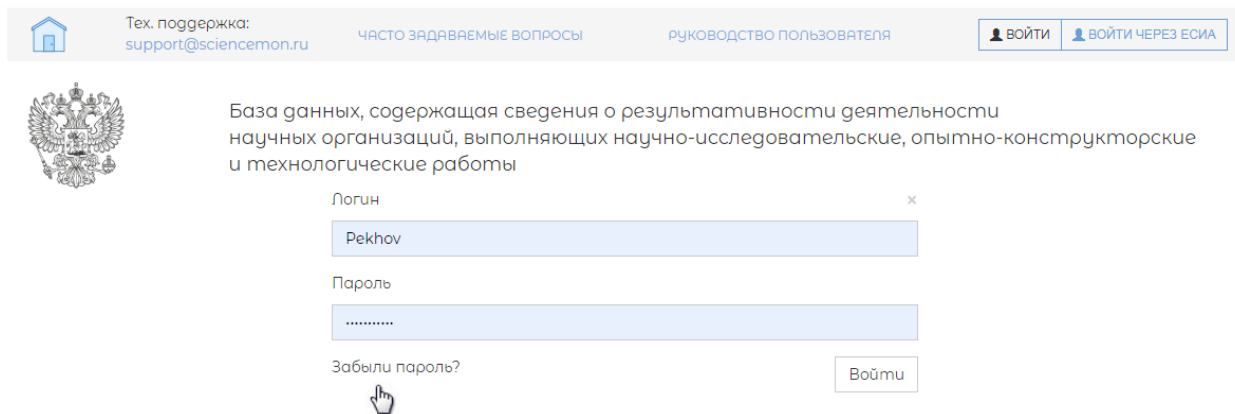 Тех. поддержка:
support@sciencemon.ru
ЧАСТО ЗАДАВАЕМЫЕ ВОПРОСЫ
РУКОВОДСТВО ПОЛЬЗОВАТЕЛЯ
ВОЙТИ
ВОЙТИ ЧЕРЕЗ ЕСИА
База данных, содержащая сведения о результативности деятельности
научных организаций, выполняющих научно-исследовательские, опытно-конструкторские
и технологические работы
Логин
×
Pekhov
Пароль
...........
Забыли пароль?
Войти